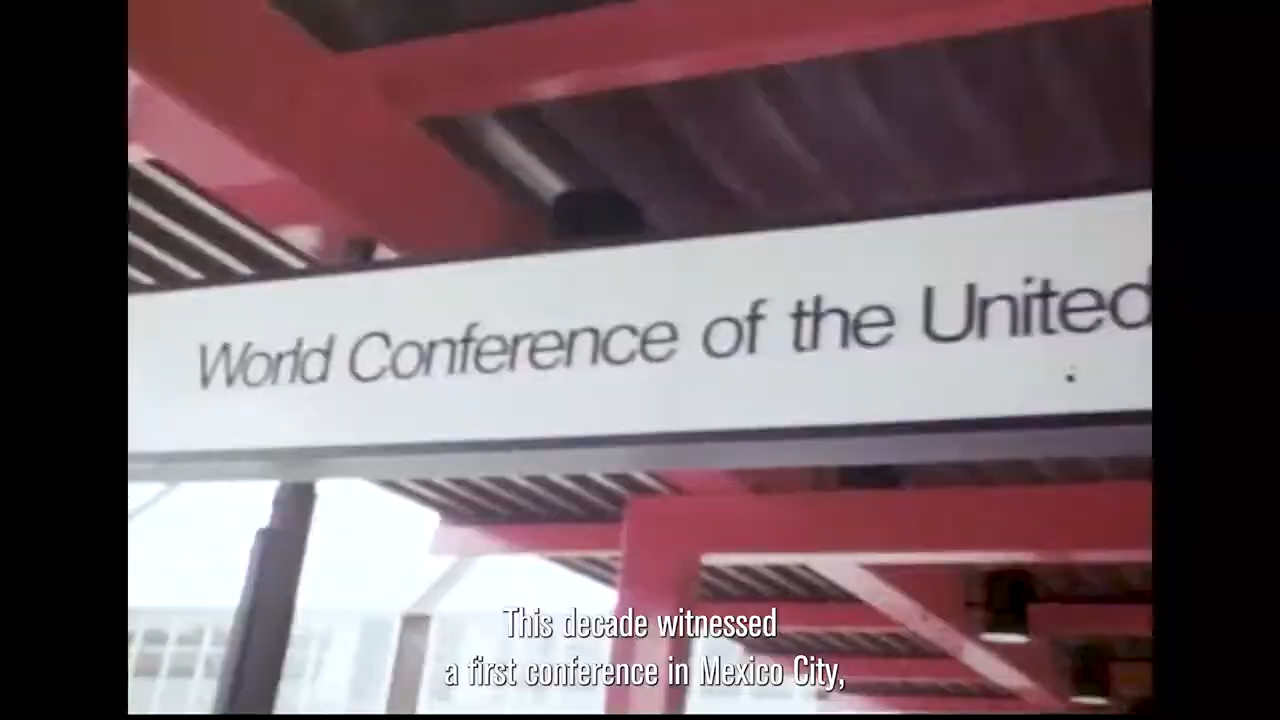 World Conference of the United
This decade witnessed
a first conference in Mexico City,